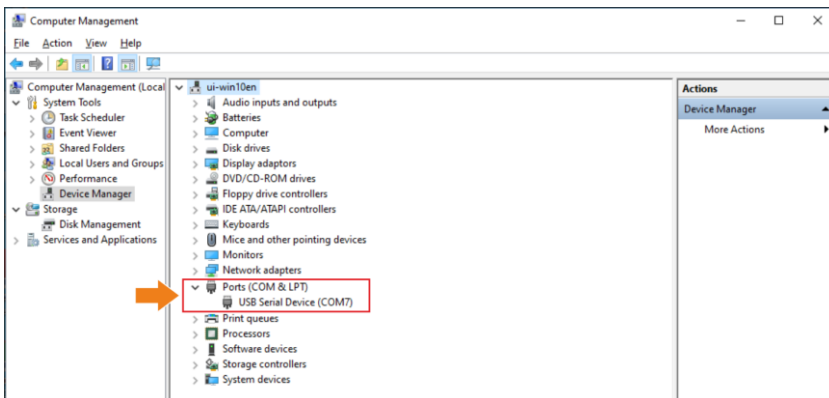 Computer Management
File Action View Help
Computer Management (Local
System Tools
Task Scheduler
Event Viewer
Shared Folders
Local Users and Groups
Performance
Device Manager
Storage
Disk Management
Services and Applications
ui-win10en
Audio inputs and outputs
Batteries
Computer
Disk drives
Display adaptors
DVD/CD-ROM drives
Floppy drive controllers
IDE ATA/ATAPI controllers
Keyboards
Mice and other pointing devices
Monitors
Network adapters
Ports (COM & LPT)
USB Serial Device (COM7)
Print queues
Processors
Software devices
Storage controllers
System devices
Actions
Device Manager
More Actions